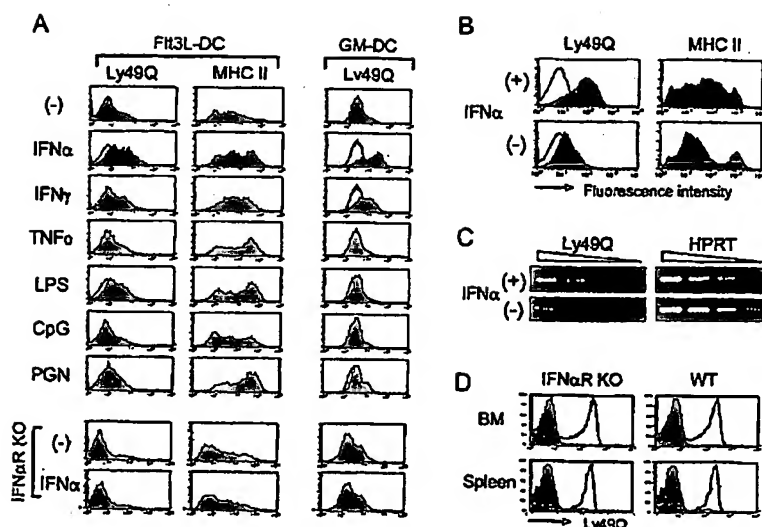 A
Flt3L-DC
GM-DC
Ly49Q
MHC II
Lv49Q
(-)
IFNα
IFNγ
TNFα
LPS
CpG
PGN
IFNαR KO
(-)
IFNα
B
Ly49Q
MHC II
(+)
IFNα
(-)
Fluorescence intensity
C
Ly49Q
HPRT
(+)
IFNα
(-)
D
IFNαR KO
WT
BM
Spleen
Ly49Q